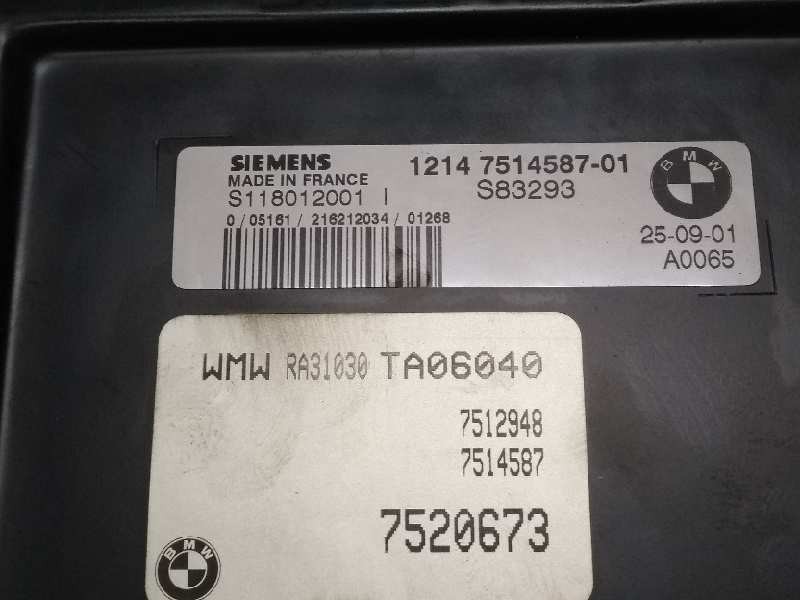 SIEMENS 1214 7514587-01
MADE IN FRANCE
S118012001 I S83293
0 / 05161 / 216212034 / 01268
25-09-01
A0065
BMW
WMW RA31030 TA06040
7512948
7514587
7520673
BMW